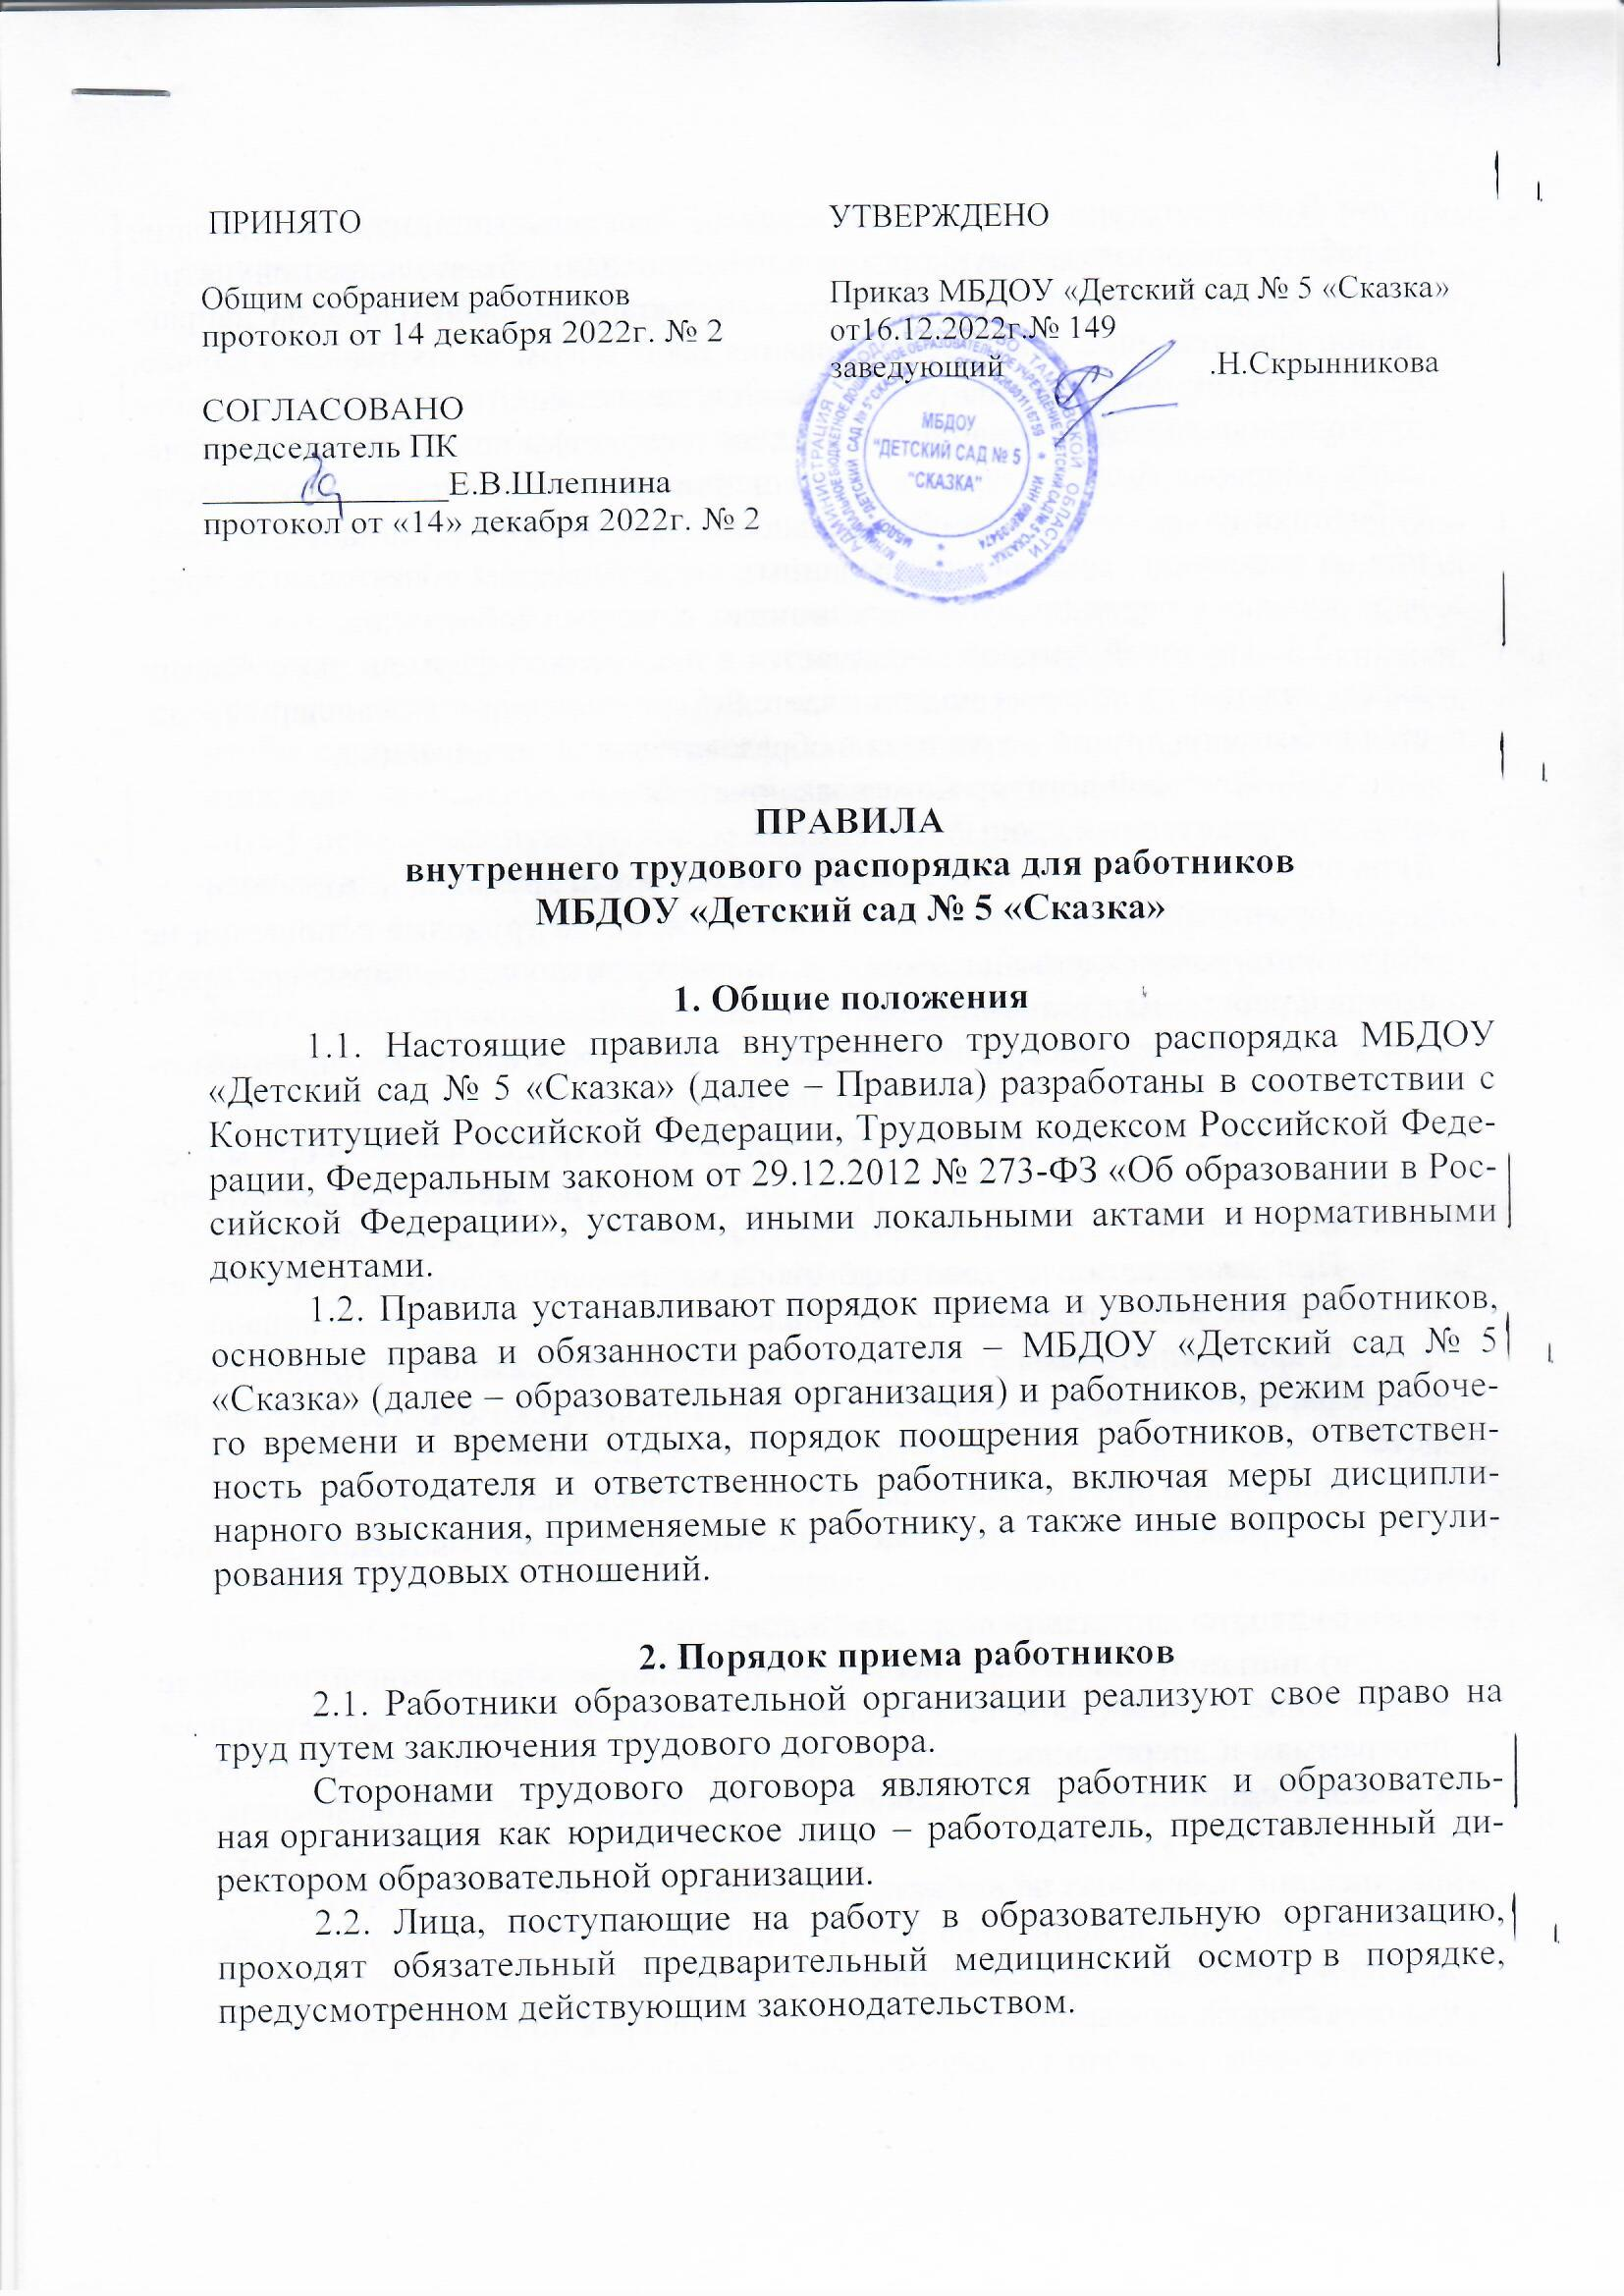 ПРИНЯТО
Общим собранием работников
протокол от 14 декабря 2022г. № 2
СОГЛАСОВАНО
председатель ПК
_______________Е.В.Шлепнина
протокол от «14» декабря 2022г. № 2
УТВЕРЖДЕНО
Приказ МБДОУ «Детский сад № 5 «Сказка»
от16.12.2022г.№ 149
заведующий .Н.Скрынникова
МБДОУ
"ДЕТСКИЙ САД № 5
"СКАЗКА"
ПРАВИЛА
внутреннего трудового распорядка для работников
МБДОУ «Детский сад № 5 «Сказка»
1. Общие положения
1.1. Настоящие правила внутреннего трудового распорядка МБДОУ
«Детский сад № 5 «Сказка» (далее – Правила) разработаны в соответствии с
Конституцией Российской Федерации, Трудовым кодексом Российской Феде-
рации, Федеральным законом от 29.12.2012 № 273-ФЗ «Об образовании в Рос-
сийской Федерации», уставом, иными локальными актами и нормативными
документами.
1.2. Правила устанавливают порядок приема и увольнения работников,
основные права и обязанности работодателя – МБДОУ «Детский сад № 5
«Сказка» (далее – образовательная организация) и работников, режим рабоче-
го времени и времени отдыха, порядок поощрения работников, ответствен-
ность работодателя и ответственность работника, включая меры дисципли-
нарного взыскания, применяемые к работнику, а также иные вопросы регули-
рования трудовых отношений.
2. Порядок приема работников
2.1. Работники образовательной организации реализуют свое право на
труд путем заключения трудового договора.
Сторонами трудового договора являются работник и образователь-
ная организация как юридическое лицо – работодатель, представленный ди-
ректором образовательной организации.
2.2. Лица, поступающие на работу в образовательную организацию,
проходят обязательный предварительный медицинский осмотр в порядке,
предусмотренном действующим законодательством.